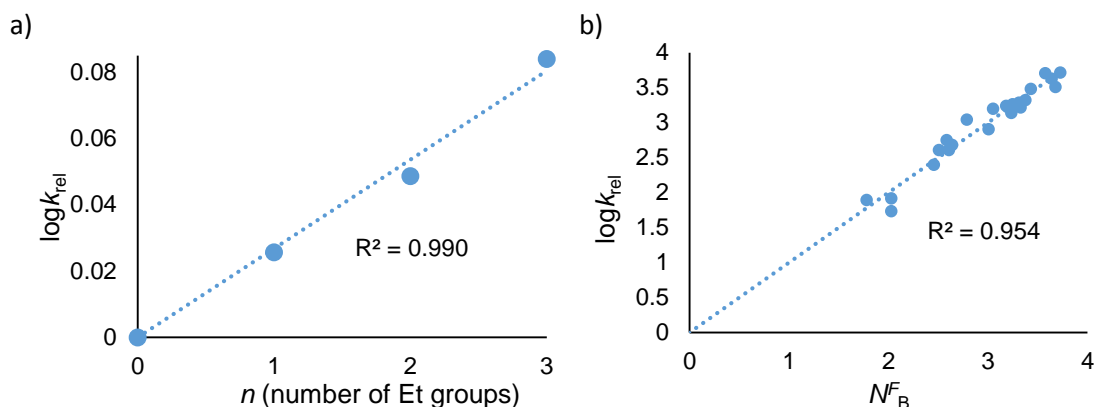 a)
logk_rel
0.08
0.06
0.04
0.02
0
R² = 0.990
0 1 2 3
n (number of Et groups)
b)
logk_rel
4
3.5
3
2.5
2
1.5
1
0.5
0
R² = 0.954
0 1 2 3 4
N^F_B